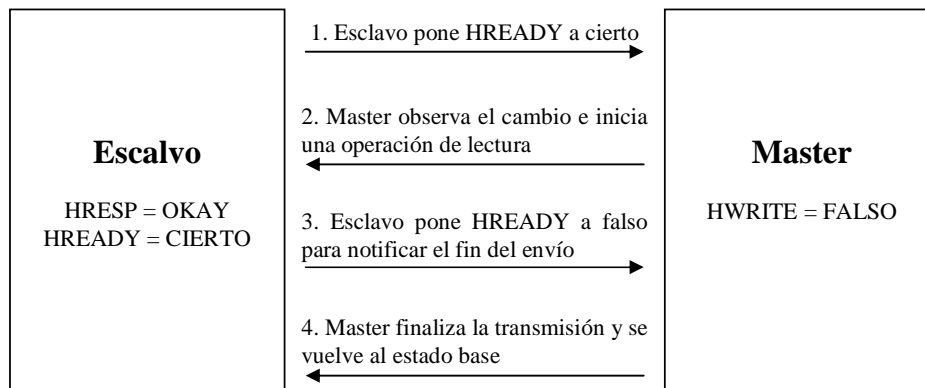 1. Esclavo pone HREADY a cierto
2. Master observa el cambio e inicia
una operación de lectura
Escalvo
HRESP = OKAY
HREADY = CIERTO
Master
HWRITE = FALSO
3. Esclavo pone HREADY a falso
para notificar el fin del envío
4. Master finaliza la transmisión y se
vuelve al estado base